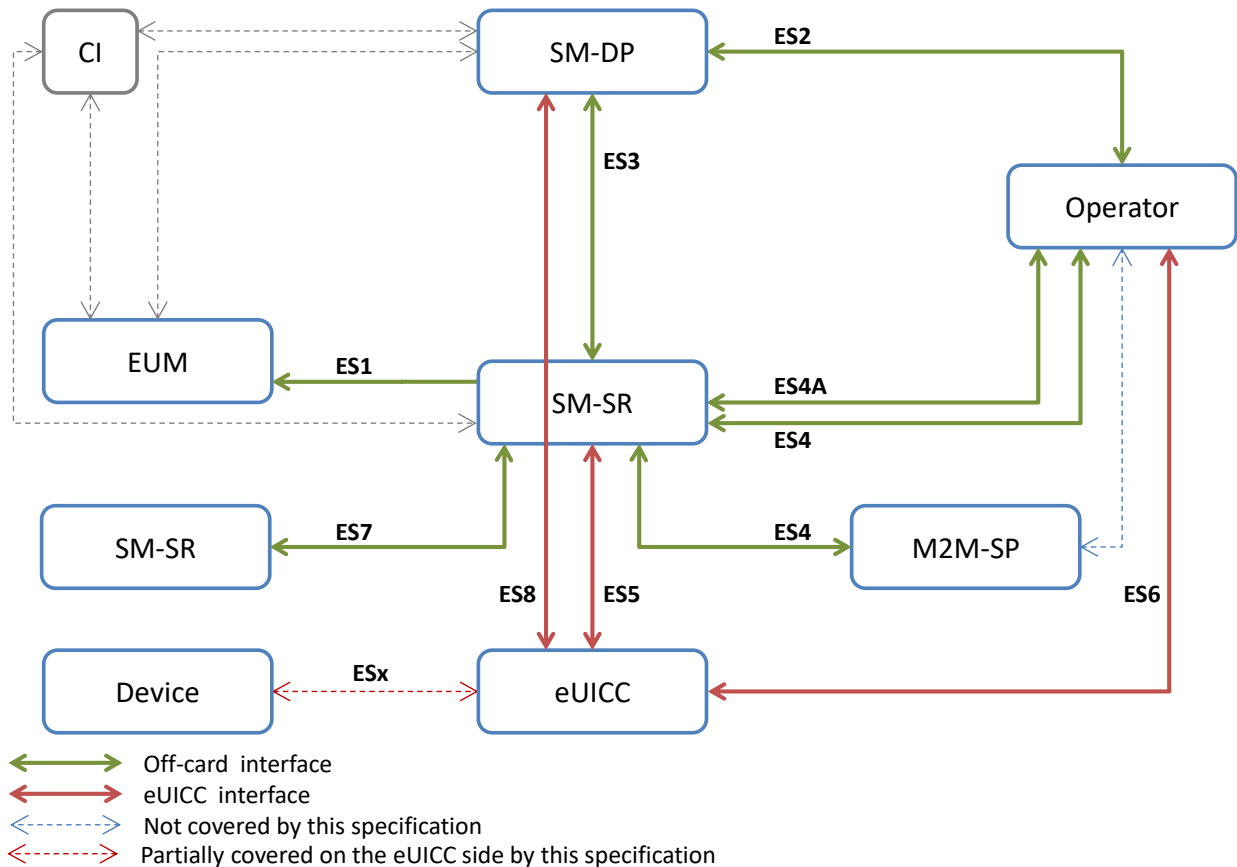 CI
SM-DP
ES2
ES3
Operator
EUM
ES1
SM-SR
ES4A
ES4
SM-SR
ES7
ES4
M2M-SP
ES8
ES5
ES6
Device
ESx
eUICC
Off-card interface
eUICC interface
Not covered by this specification
Partially covered on the eUICC side by this specification